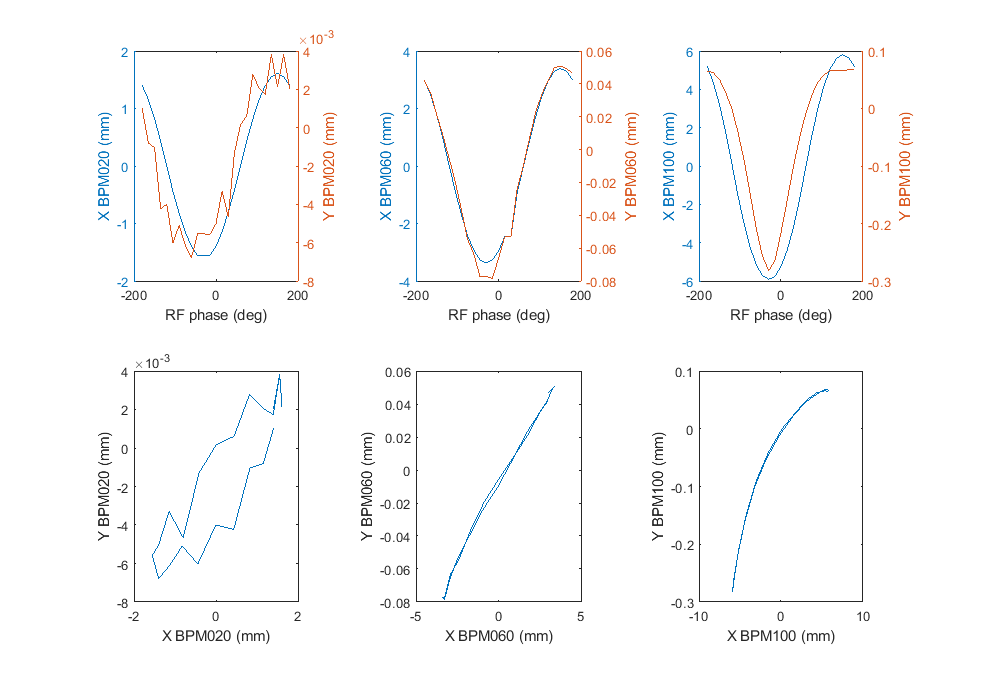 ×10⁻³
2 1 0 -1 -2
4 2 0 -2 -4 -6 -8
-200 0 200
X BPM020 (mm)
Y BPM020 (mm)
RF phase (deg)
4 2 0 -2 -4
0.06 0.04 0.02 0 -0.02 -0.04 -0.06 -0.08
-200 0 200
X BPM060 (mm)
Y BPM060 (mm)
RF phase (deg)
6 4 2 0 -2 -4 -6
0.1 0 -0.1 -0.2 -0.3
-200 0 200
X BPM100 (mm)
Y BPM100 (mm)
RF phase (deg)
×10⁻³
4 2 0 -2 -4 -6 -8
-2 0 2
Y BPM020 (mm)
X BPM020 (mm)
0.06 0.04 0.02 0 -0.02 -0.04 -0.06 -0.08
-5 0 5
Y BPM060 (mm)
X BPM060 (mm)
0.1 0 -0.1 -0.2 -0.3
-10 0 10
Y BPM100 (mm)
X BPM100 (mm)